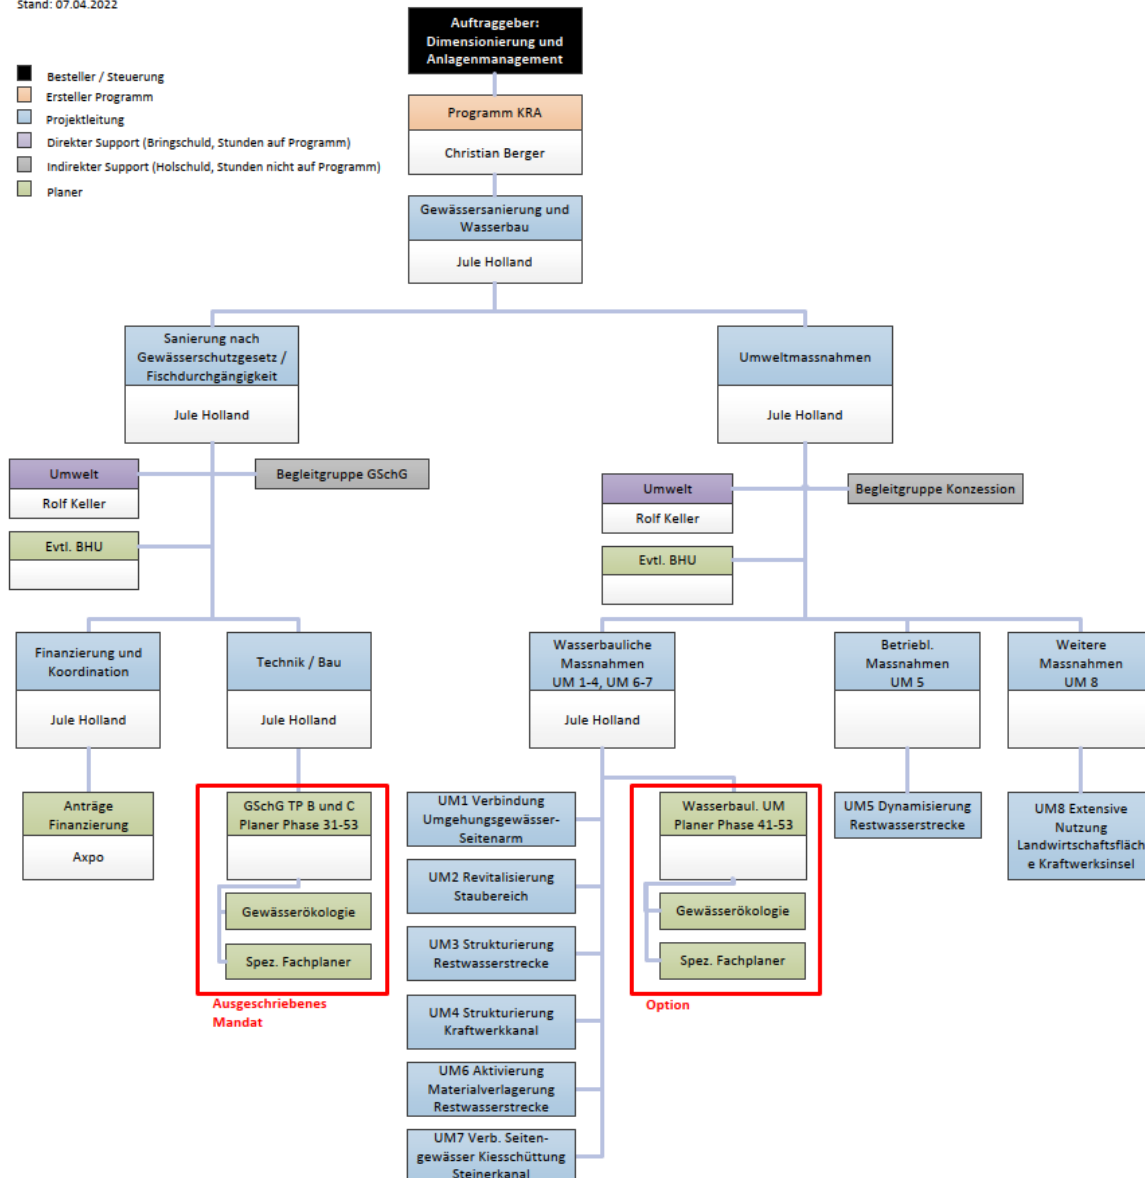 Stand: 07.04.2022
Auftraggeber:
Dimensionierung und
Anlagenmanagement
Besteller / Steuerung
Ersteller Programm
Projektleitung
Direkter Support (Bringschuld, Stunden auf Programm)
Indirekter Support (Holschuld, Stunden nicht auf Programm)
Planer
Programm KRA
Christian Berger
Gewässersanierung und
Wasserbau
Jule Holland
Sanierung nach
Gewässerschutzgesetz /
Fischdurchgängigkeit
Jule Holland
Umweltmassnahmen
Jule Holland
Umwelt
Rolf Keller
Begleitgruppe GSchG
Evtl. BHU
Umwelt
Rolf Keller
Begleitgruppe Konzession
Evtl. BHU
Finanzierung und
Koordination
Jule Holland
Technik / Bau
Jule Holland
Wasserbauliche
Massnahmen
UM 1-4, UM 6-7
Jule Holland
Betriebl.
Massnahmen
UM 5
Weitere
Massnahmen
UM 8
Anträge
Finanzierung
Axpo
GSchG TP B und C
Planer Phase 31-53
Gewässerökologie
Spez. Fachplaner
Ausgeschriebenes
Mandat
UM1 Verbindung
Umgehungsgewässer-
Seitenarm
UM2 Revitalisierung
Staubereich
UM3 Strukturierung
Restwasserstrecke
UM4 Strukturierung
Kraftwerkkanal
UM6 Aktivierung
Materialverlagerung
Restwasserstrecke
UM7 Verb. Seiten-
gewässer Kiesschüttung
Steinerkanal
Wasserbaul. UM
Planer Phase 41-53
Gewässerökologie
Spez. Fachplaner
Option
UM5 Dynamisierung
Restwasserstrecke
UM8 Extensive
Nutzung
Landwirtschaftsfläch
e Kraftwerksinsel